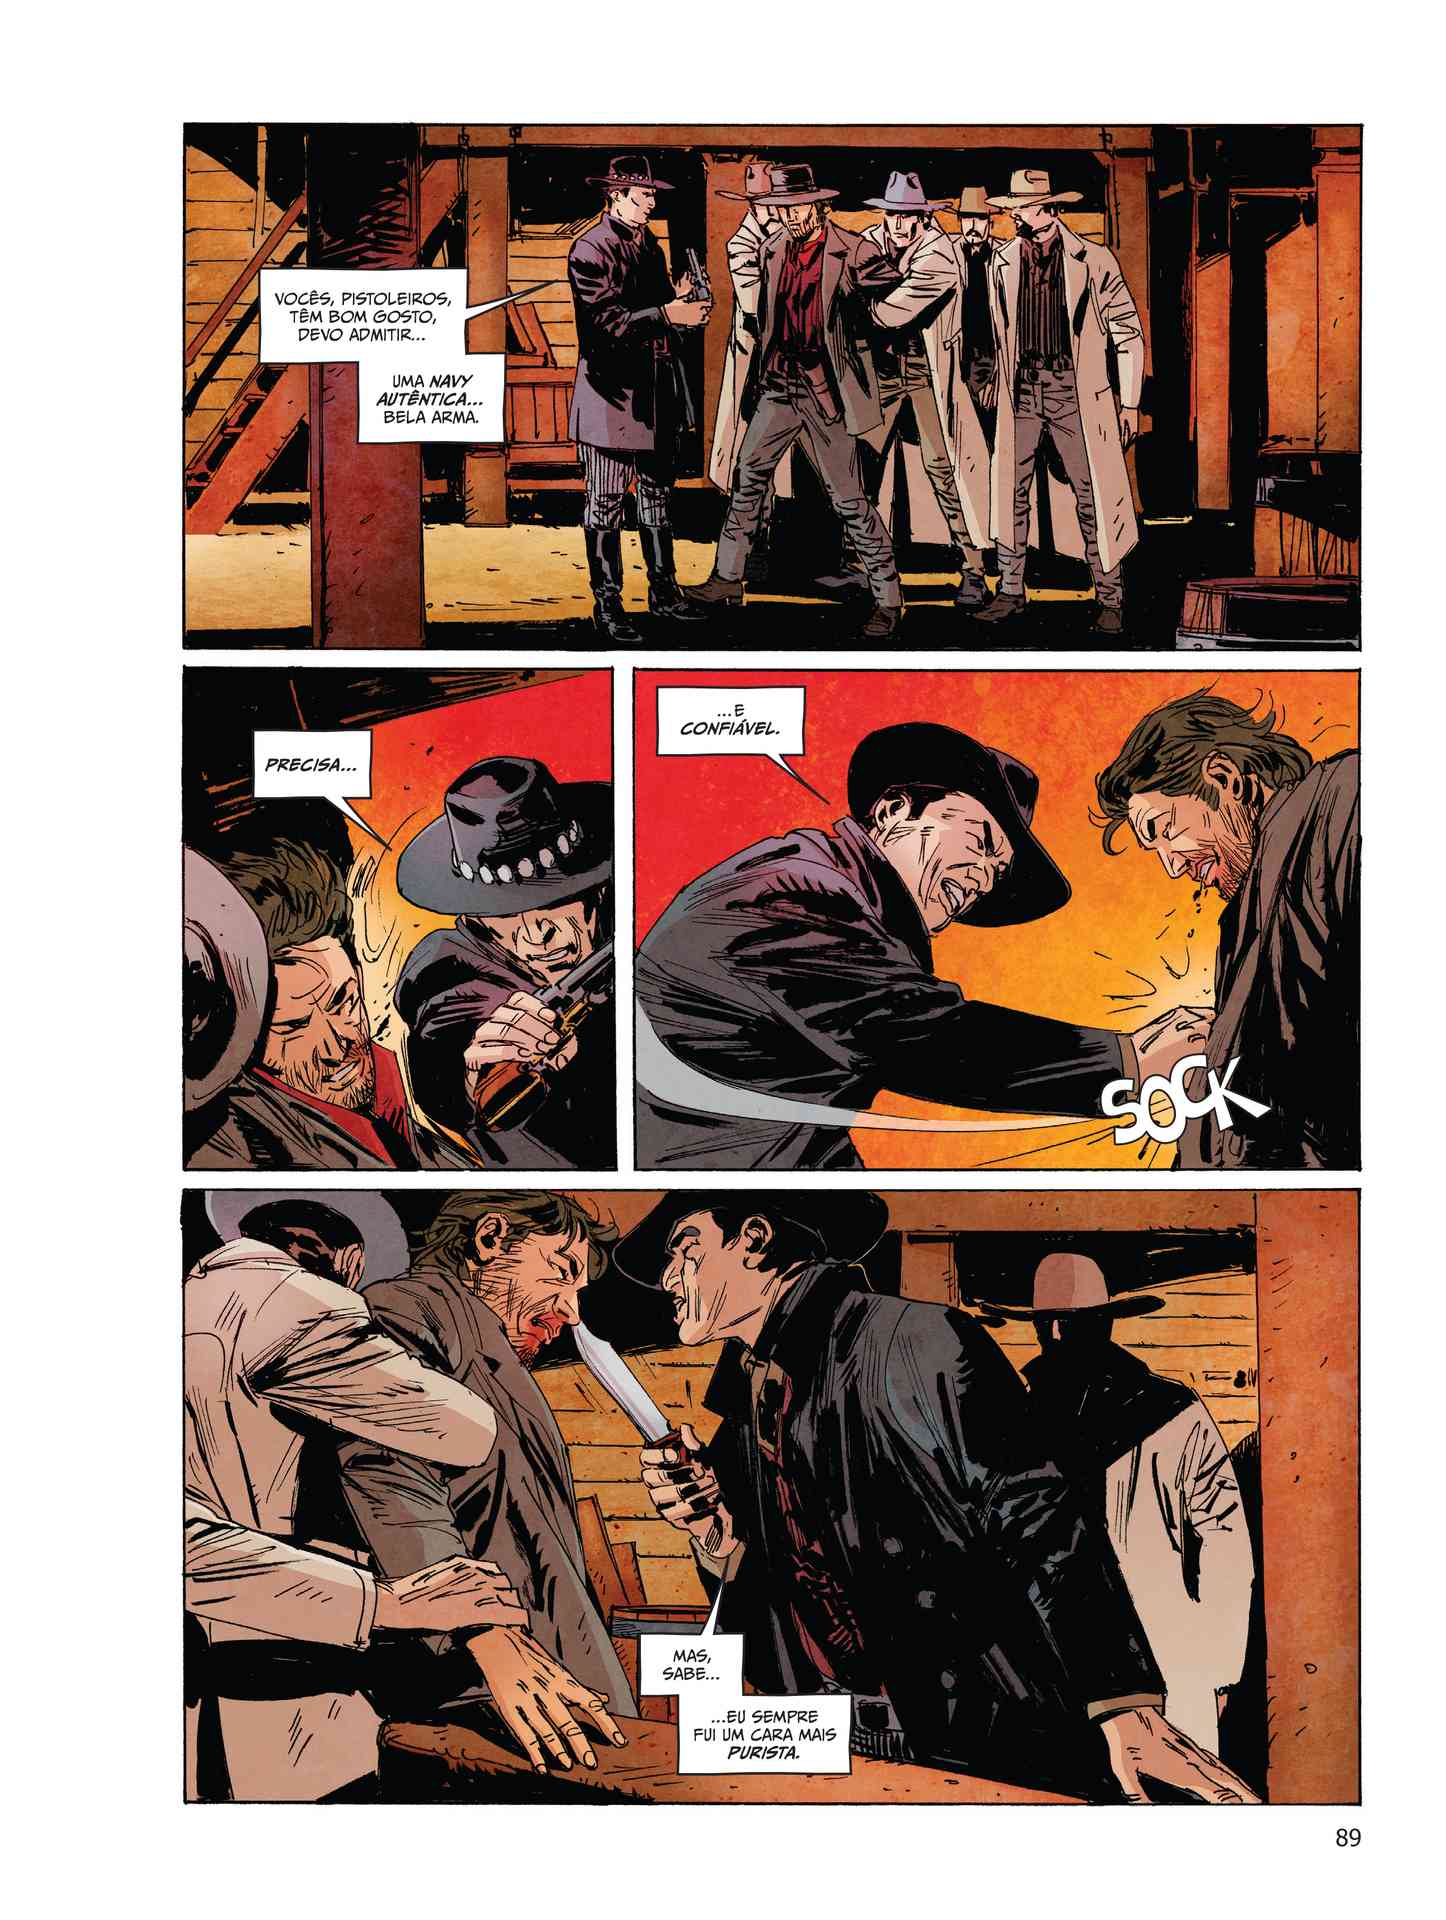 VOCÊS, PISTOLEIROS,
TÊM BOM GOSTO,
DEVO ADMITIR...
UMA NAVY
AUTÊNTICA...
BELA ARMA.
PRECISA...
...E
CONFIÁVEL.
SOCK
MAS,
SABE...
...EU SEMPRE
FUI UM CARA MAIS
PURISTA.
89